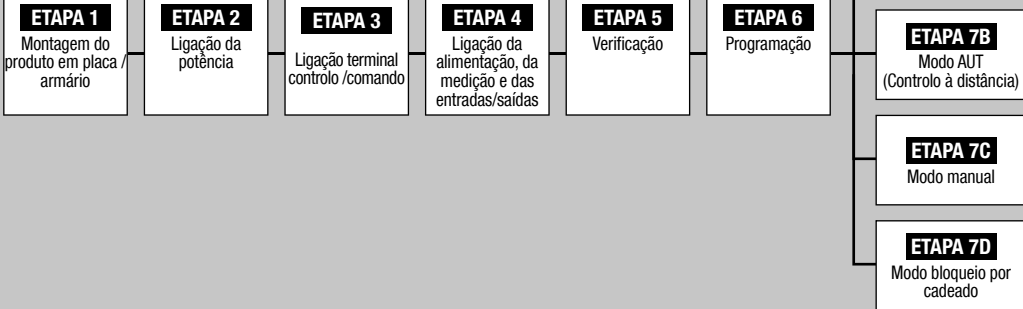 ETAPA 1
Montagem do
produto em placa /
armário
ETAPA 2
Ligação da
potência
ETAPA 3
Ligação terminal
controlo /comando
ETAPA 4
Ligação da
alimentação, da
medição e das
entradas/saídas
ETAPA 5
Verificação
ETAPA 6
Programação
ETAPA 7B
Modo AUT
(Controlo à distância)
ETAPA 7C
Modo manual
ETAPA 7D
Modo bloqueio por
cadeado